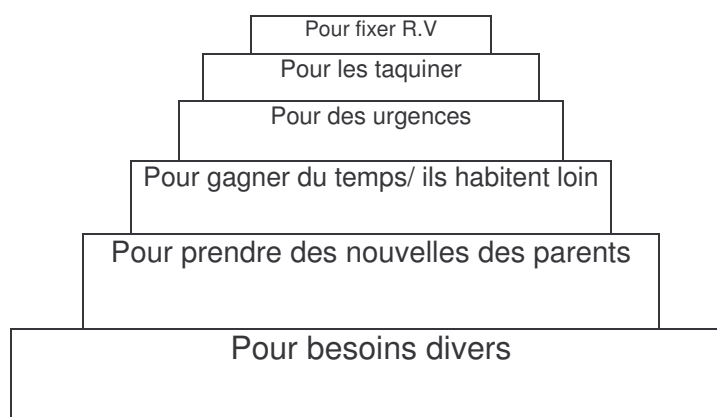 Pour fixer R.V
Pour les taquiner
Pour des urgences
Pour gagner du temps/ ils habitent loin
Pour prendre des nouvelles des parents
Pour besoins divers